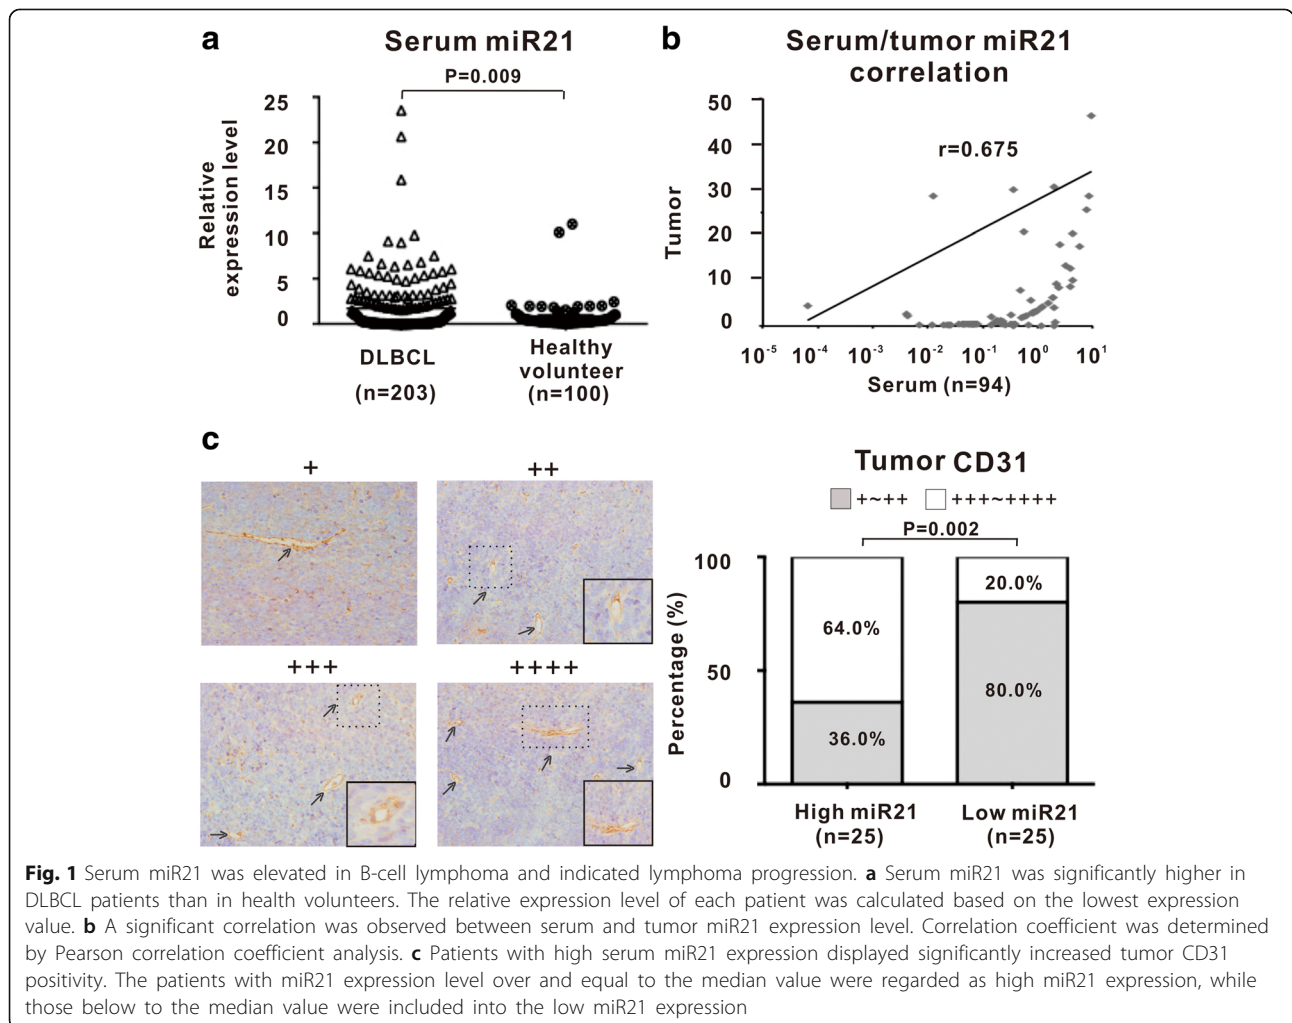 a
Serum miR21
P=0.009
Relative
expression level
25
20
15
10
5
0
DLBCL
(n=203)
Healthy
volunteer
(n=100)
b
Serum/tumor miR21
correlation
r=0.675
Tumor
50
40
30
20
10
0
10-5 10-4 10-3 10-2 10-1 100 101
Serum (n=94)
c
+
++
+++
++++
Tumor CD31
+~++ +++~++++
P=0.002
Percentage (%)
100
50
0
64.0%
36.0%
20.0%
80.0%
High miR21
(n=25)
Low miR21
(n=25)
Fig. 1 Serum miR21 was elevated in B-cell lymphoma and indicated lymphoma progression. a Serum miR21 was significantly higher in
DLBCL patients than in health volunteers. The relative expression level of each patient was calculated based on the lowest expression
value. b A significant correlation was observed between serum and tumor miR21 expression level. Correlation coefficient was determined
by Pearson correlation coefficient analysis. c Patients with high serum miR21 expression displayed significantly increased tumor CD31
positivity. The patients with miR21 expression level over and equal to the median value were regarded as high miR21 expression, while
those below to the median value were included into the low miR21 expression